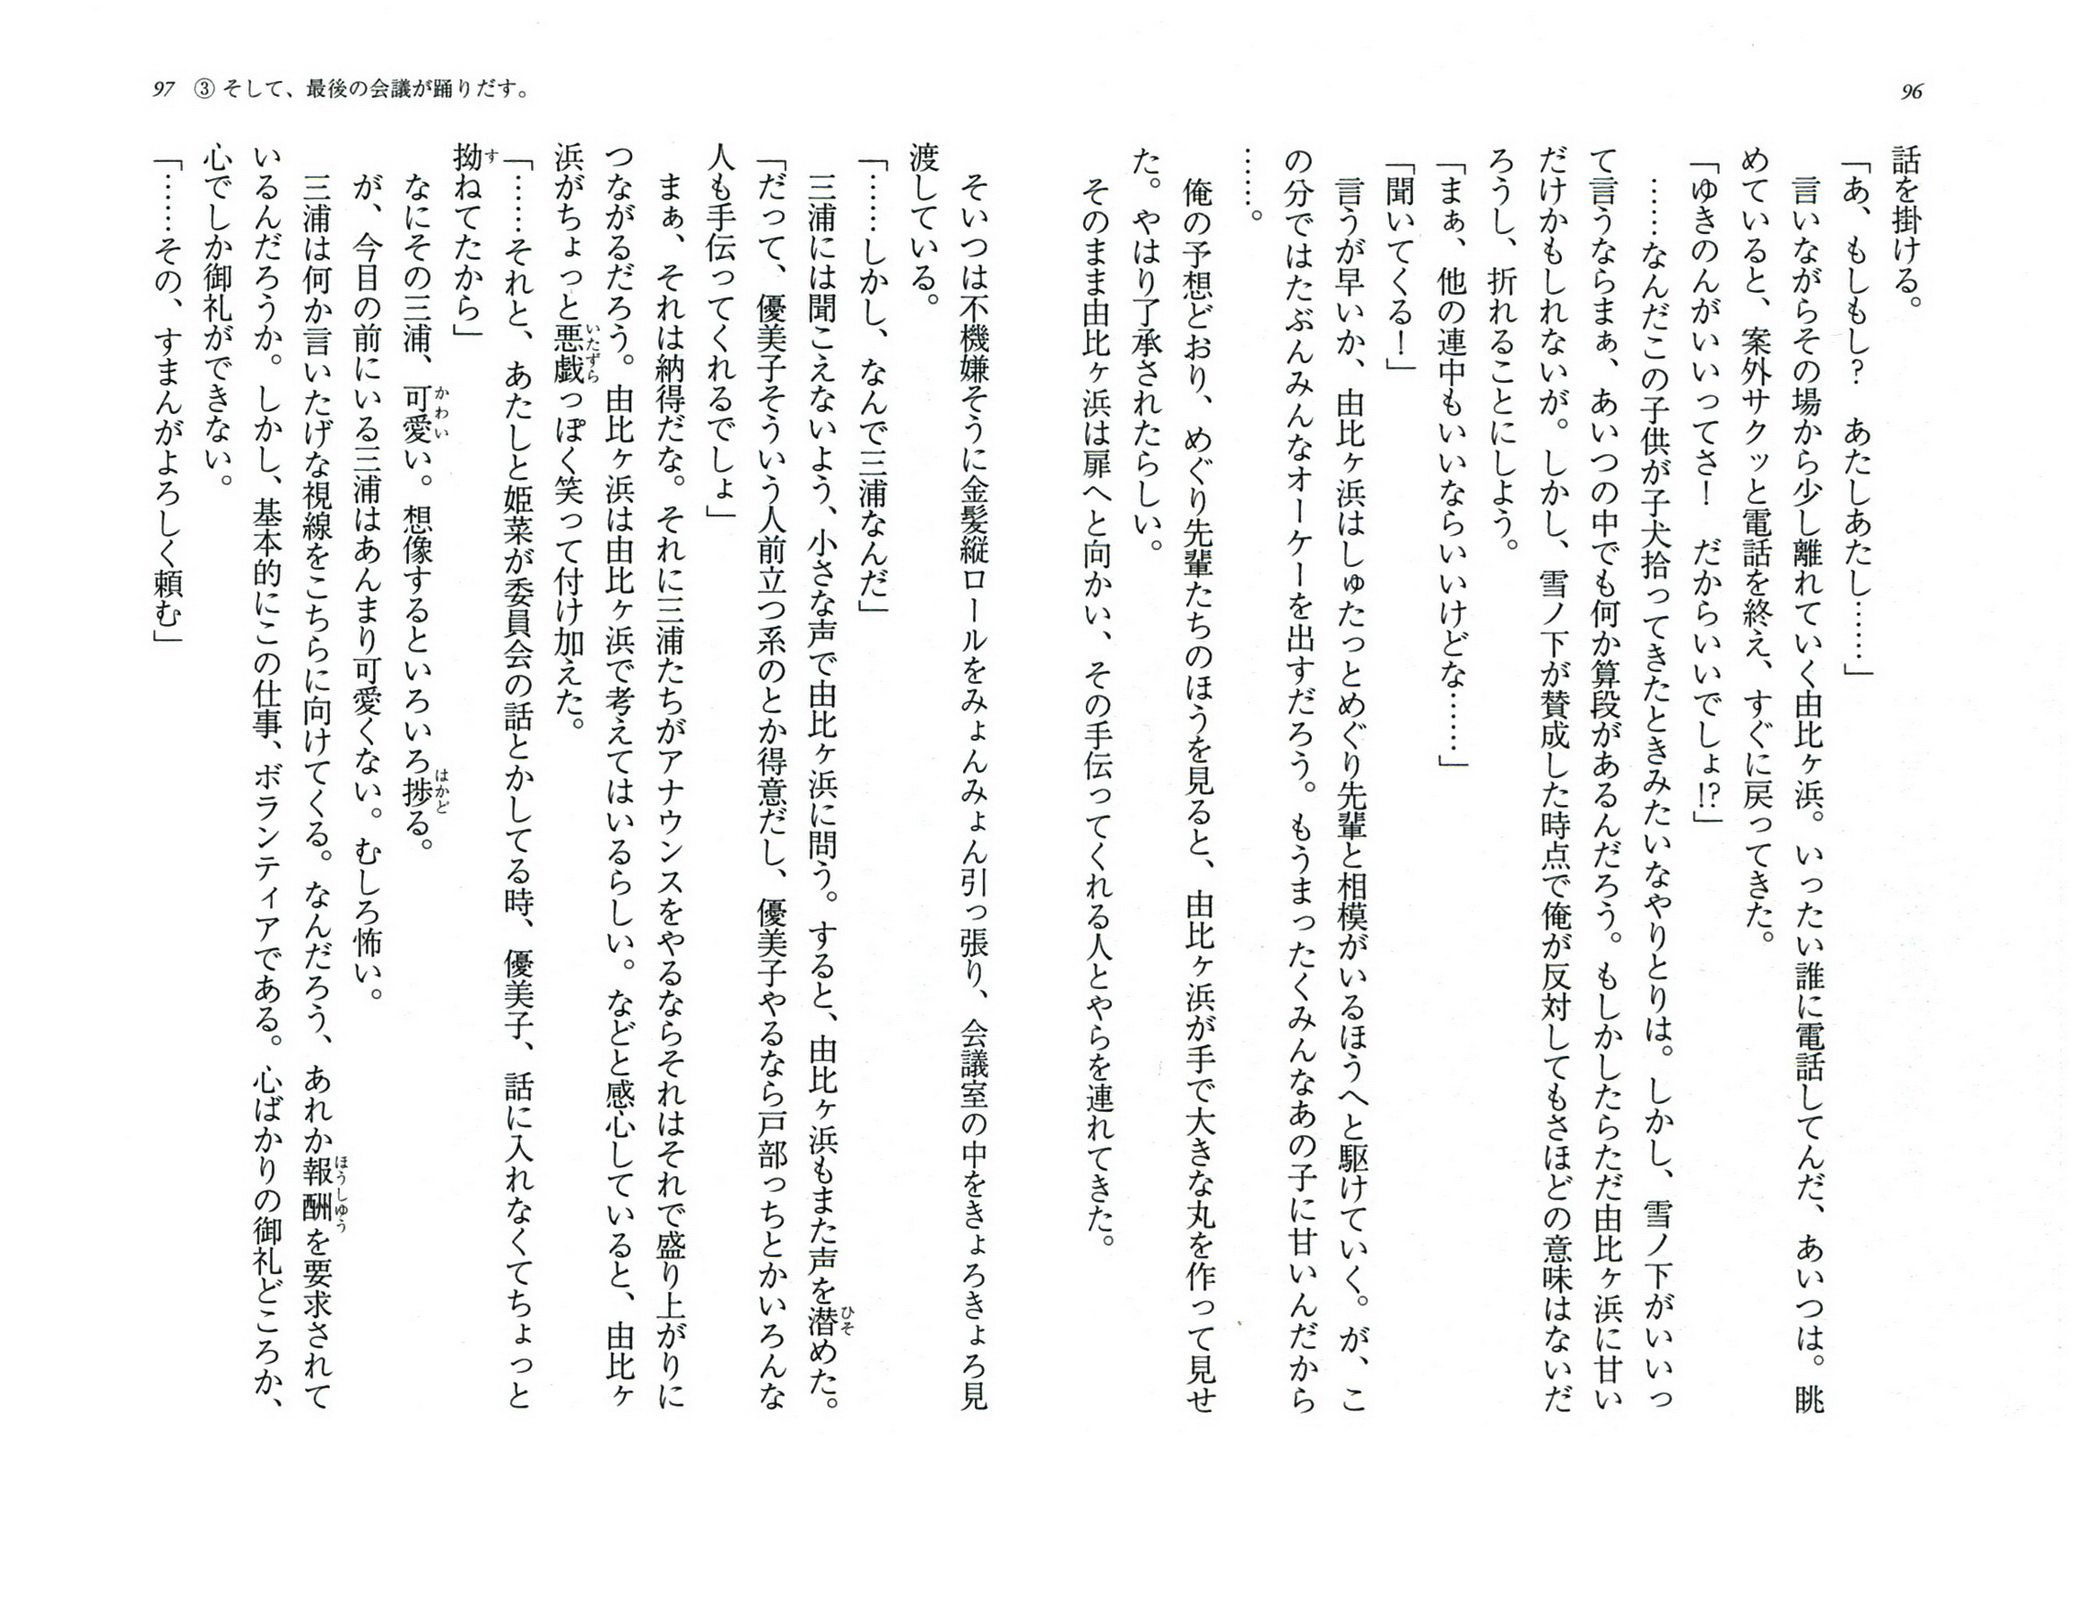 96
話を掛ける。
「あ、もしもし？　あたしあたし……」
　言いながらその場から少し離れていく由比ヶ浜。いったい誰に電話してんだ、あいつは。眺
めていると、案外サクッと電話を終え、すぐに戻ってきた。
「ゆきのんがいいってさ！　だからいいでしょ!?」
　……なんだこの子供が子犬拾ってきたときみたいなやりとりは。しかし、雪ノ下がいいっ
て言うならまぁ、あいつの中でも何か算段があるんだろう。もしかしたらただ由比ヶ浜に甘い
だけかもしれないが。しかし、雪ノ下が賛成した時点で俺が反対してもさほどの意味はないだ
ろうし、折れることにしよう。
「まぁ、他の連中もいいならいいけどな……」
「聞いてくる！」
　言うが早いか、由比ヶ浜はしゅたっとめぐり先輩と相模がいるほうへと駆けていく。が、こ
の分ではたぶんみんなオーケーを出すだろう。もうまったくみんなあの子に甘いんだから
……。
　俺の予想どおり、めぐり先輩たちのほうを見ると、由比ヶ浜が手で大きな丸を作って見せ
た。やはり了承されたらしい。
　そのまま由比ヶ浜は扉へと向かい、その手伝ってくれる人とやらを連れてきた。
97 ③ そして、最後の会議が踊りだす。
　そいつは不機嫌そうに金髪縦ロールをみょんみょん引っ張り、会議室の中をきょろきょろ見
渡している。
「……しかし、なんで三浦なんだ」
　三浦には聞こえないよう、小さな声で由比ヶ浜に問う。すると、由比ヶ浜もまた声を潜めた。
「だって、優美子そういう人前立つ系のとか得意だし、優美子やるなら戸部っちとかいろんな
人も手伝ってくれるでしょ」
　まぁ、それは納得だな。それに三浦たちがアナウンスをやるならそれはそれで盛り上がりに
つながるだろう。由比ヶ浜は由比ヶ浜で考えてはいるらしい。などと感心していると、由比ヶ
浜がちょっと悪戯っぽく笑って付け加えた。
「……それと、あたしと姫菜が委員会の話とかしてる時、優美子、話に入れなくてちょっと
拗ねてたから」
　なにその三浦、可愛い。想像するといろいろ捗る。
　が、今目の前にいる三浦はあんまり可愛くない。むしろ怖い。
　三浦は何か言いたげな視線をこちらに向けてくる。なんだろう、あれか報酬を要求されて
いるんだろうか。しかし、基本的にこの仕事、ボランティアである。心ばかりの御礼どころか、
心でしか御礼ができない。
「……その、すまんがよろしく頼む」